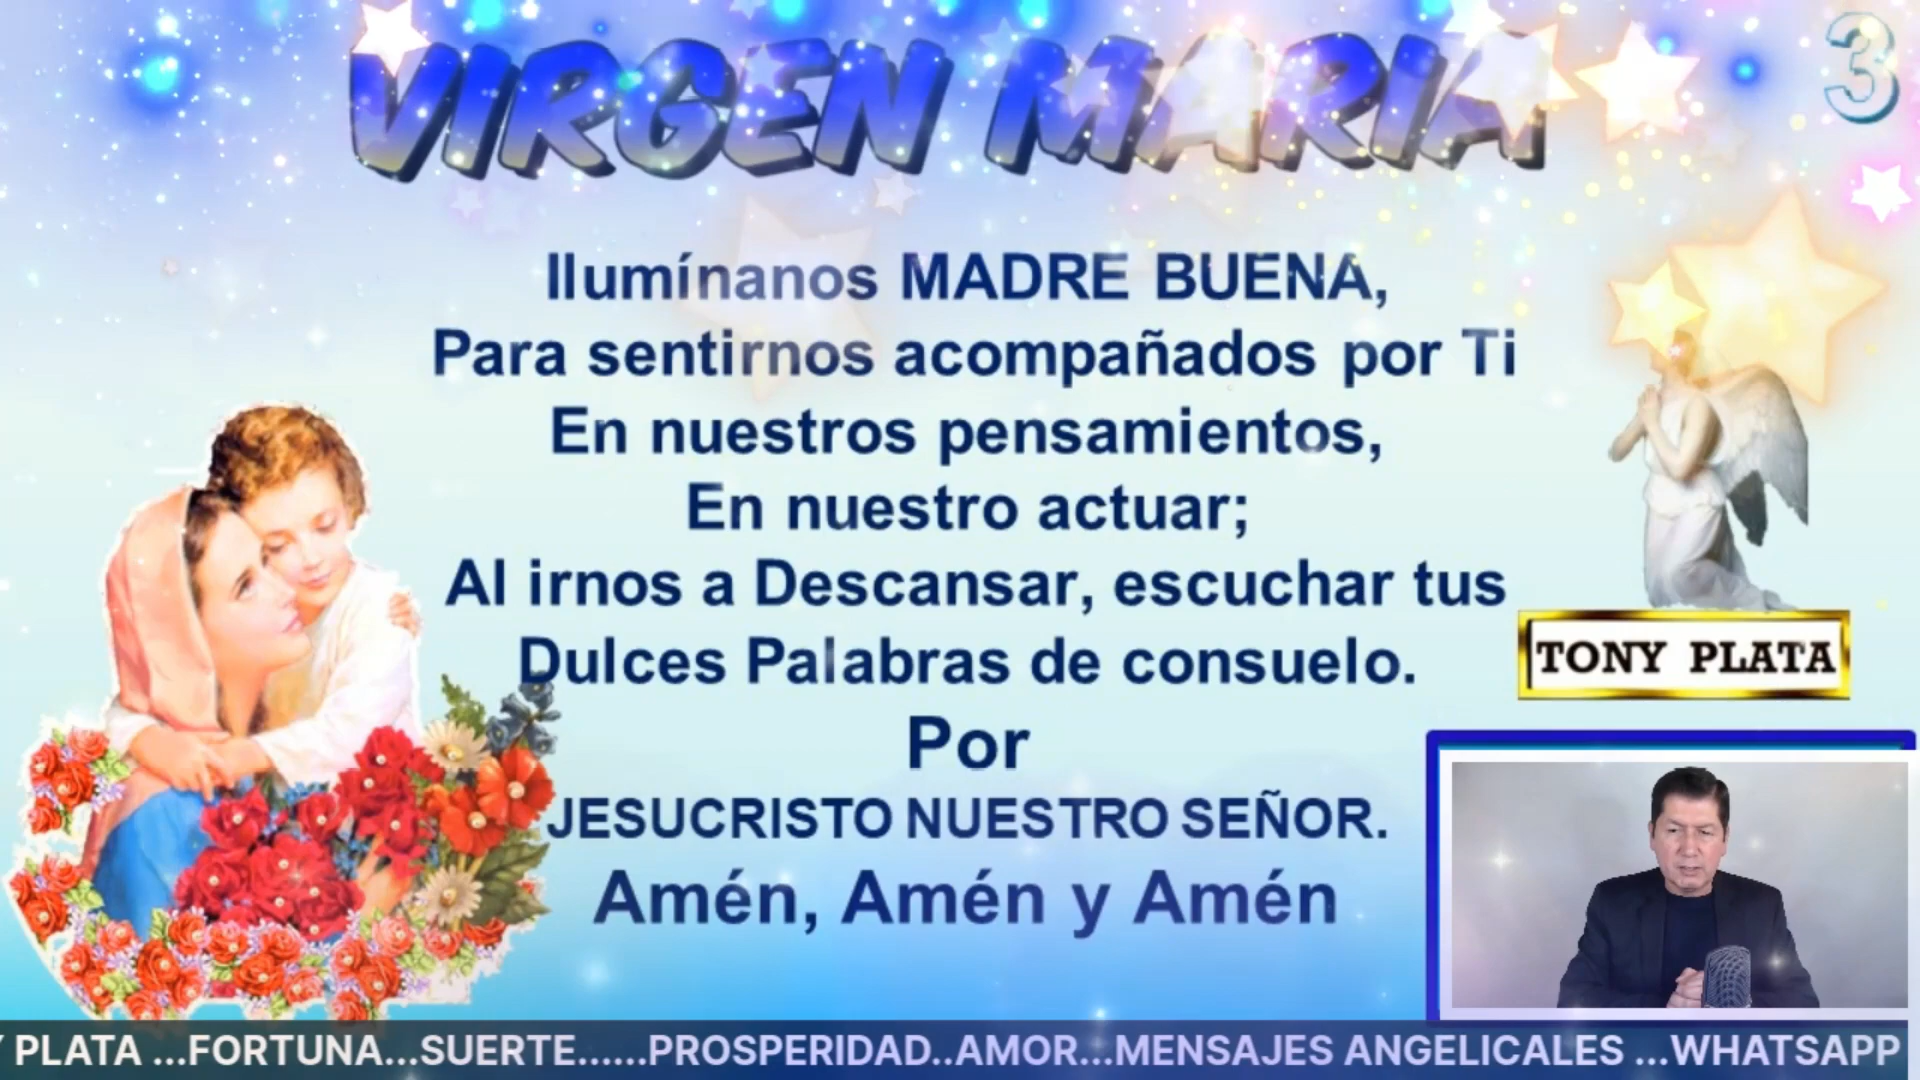 VIRGEN MARIA
3
Ilumínanos MADRE BUENA,
Para sentirnos acompañados por Ti
En nuestros pensamientos,
En nuestro actuar;
Al irnos a Descansar, escuchar tus
Dulces Palabras de consuelo.
Por
JESUCRISTO NUESTRO SEÑOR.
Amén, Amén y Amén
TONY PLATA
PLATA ...FORTUNA...SUERTE......PROSPERIDAD..AMOR...MENSAJES ANGELICALES ...WHATSAPP